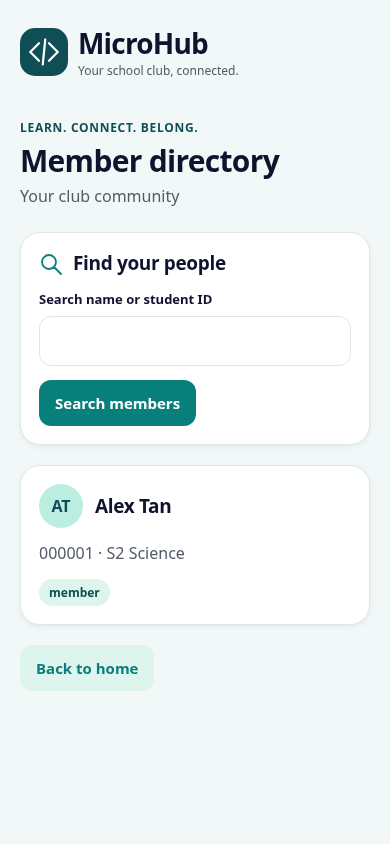 MicroHub
Your school club, connected.
LEARN. CONNECT. BELONG.
Member directory
Your club community
Find your people
Search name or student ID
Search members
AT
Alex Tan
000001 · S2 Science
member
Back to home